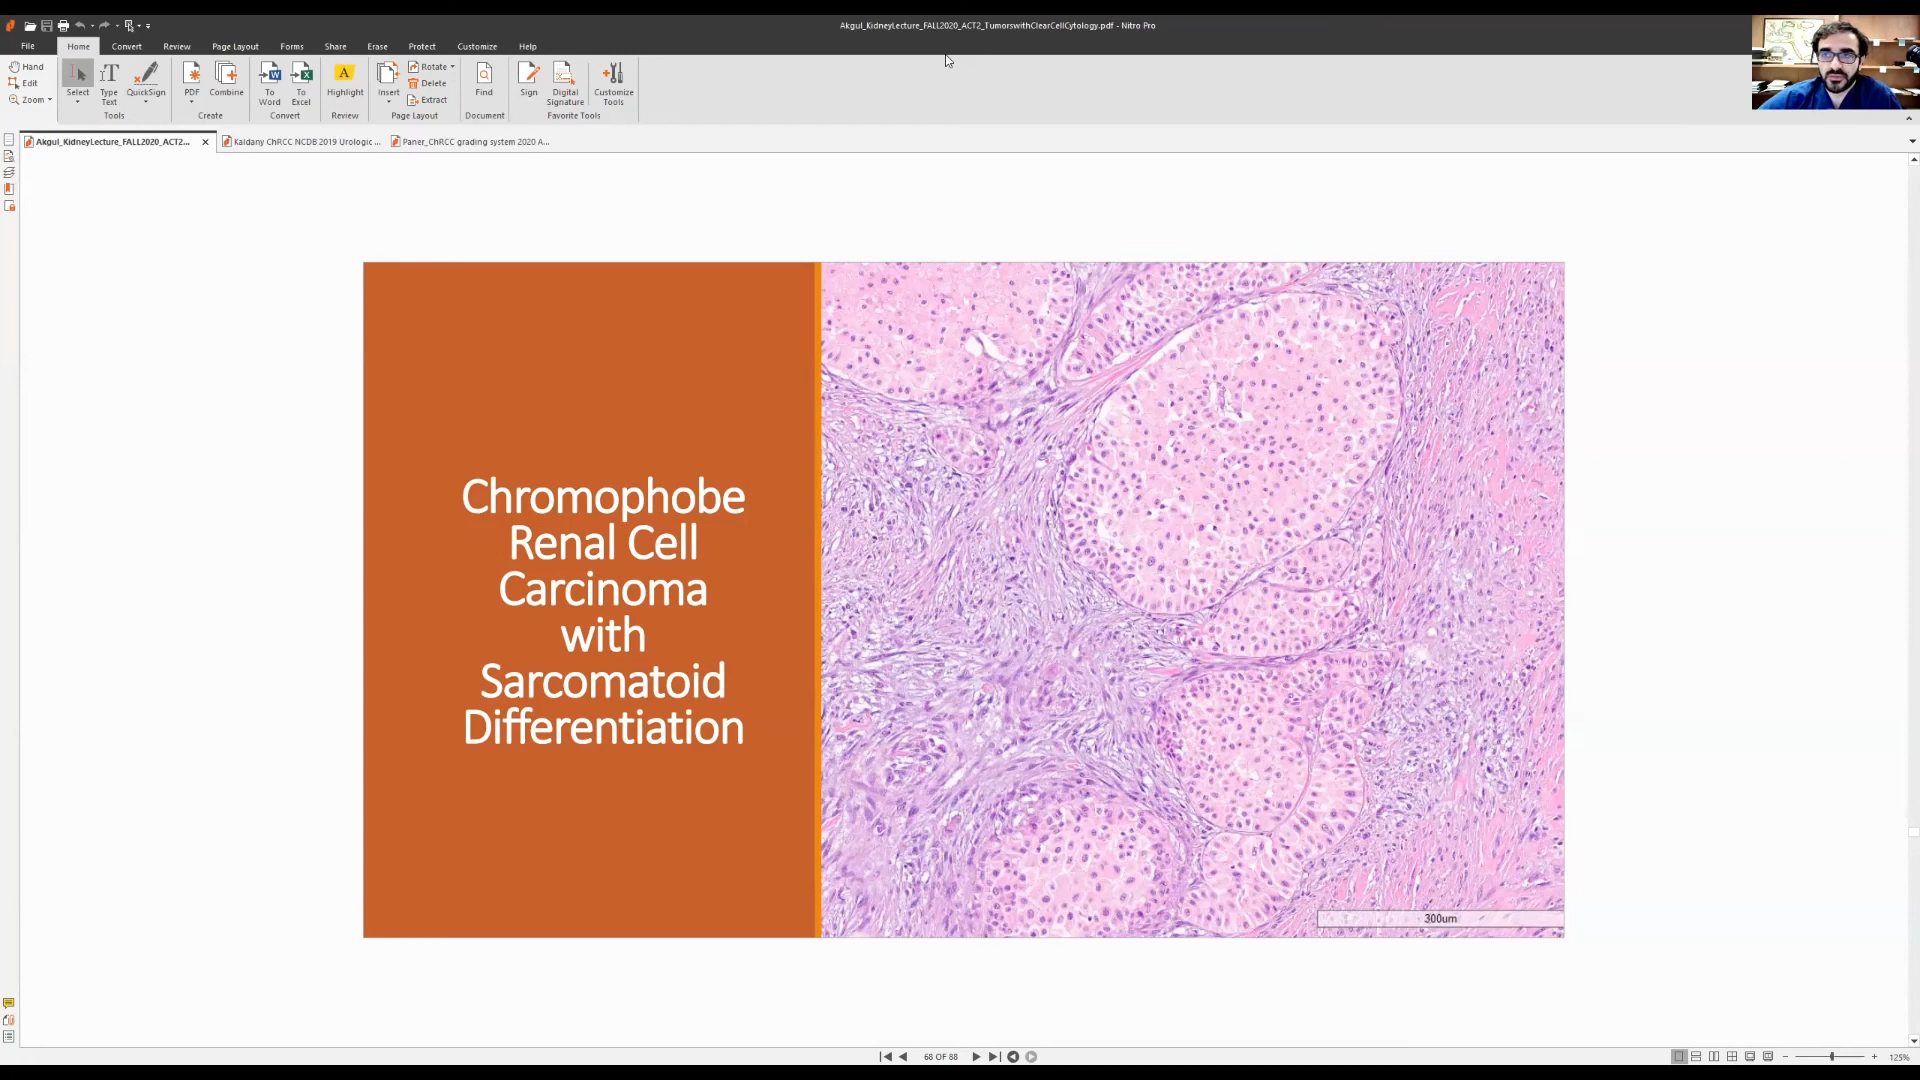 Akgul_KidneyLecture_FALL2020_ACT2_TumorswithClearCellCytology.pdf - Nitro Pro
File Home Convert Review Page Layout Forms Share Erase Protect Customize Help
Hand
Edit
Zoom
Select
Type Text
QuickSign
Tools
PDF
Combine
Create
To Word
To Excel
Convert
Highlight
Review
Insert
Rotate
Delete
Extract
Page Layout
Find
Document
Sign
Digital Signature
Customize Tools
Favorite Tools
Akgul_KidneyLecture_FALL2020_ACT2...
Kaldany ChRCC NCDB 2019 Urologic ...
Paner_ChRCC grading system 2020 A...
Chromophobe
Renal Cell
Carcinoma
with
Sarcomatoid
Differentiation
300um
68 OF 88
125%